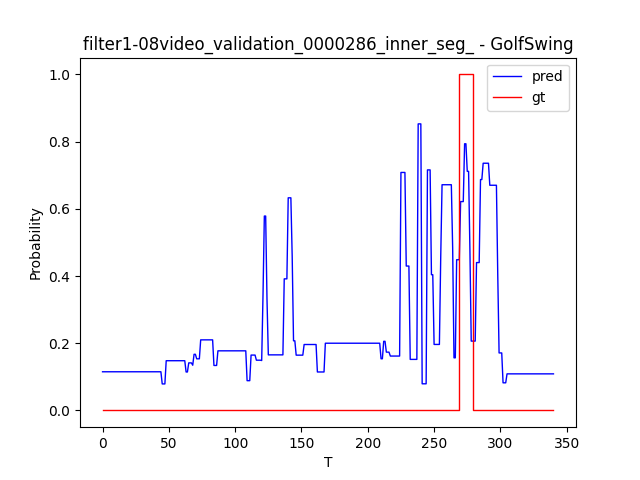 filter1-08video_validation_0000286_inner_seg_ - GolfSwing
pred
gt
1.0
0.8
0.6
0.4
0.2
0.0
Probability
0 50 100 150 200 250 300 350
T